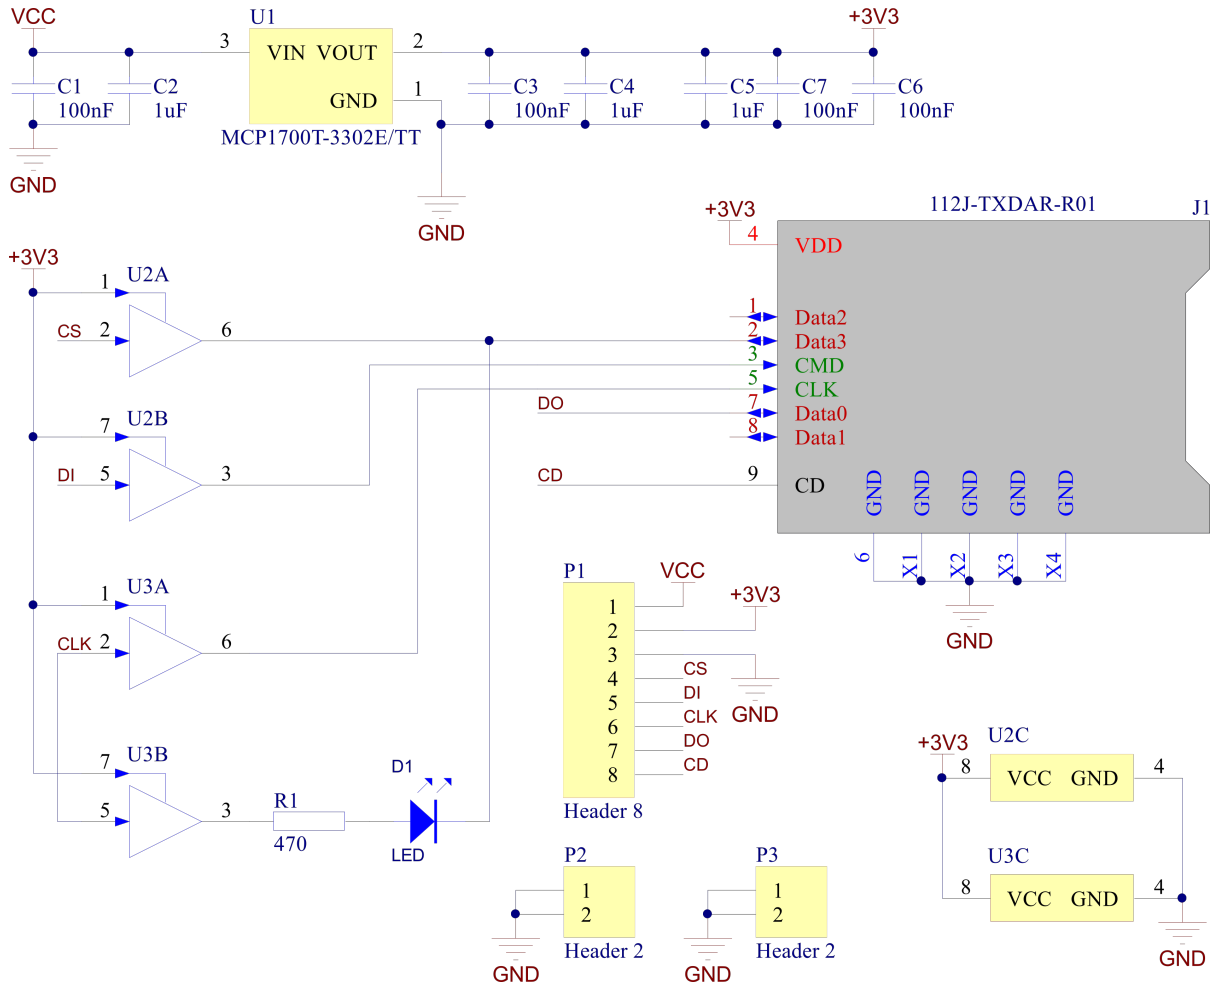 VCC
U1
+3V3
3
VIN VOUT
2
C1
100nF
C2
1uF
GND
1
C3
100nF
C4
1uF
C5
1uF
C7
100nF
C6
100nF
MCP1700T-3302E/TT
GND
GND
112J-TXDAR-R01
J1
+3V3
4
VDD
+3V3
1
U2A
CS
2
6
1
Data2
2
Data3
3
CMD
5
CLK
DO
7
Data0
8
Data1
7
U2B
DI
5
3
CD
9
CD
GND
GND
GND
GND
GND
6
X1
X2
X3
X4
GND
1
U3A
CLK
2
6
P1
VCC
1
+3V3
2
3
4
CS
5
DI
6
CLK
7
DO
8
CD
GND
Header 8
7
U3B
5
3
R1
470
D1
LED
+3V3
U2C
8
VCC GND
4
U3C
8
VCC GND
4
GND
P2
1
2
Header 2
GND
P3
1
2
Header 2
GND